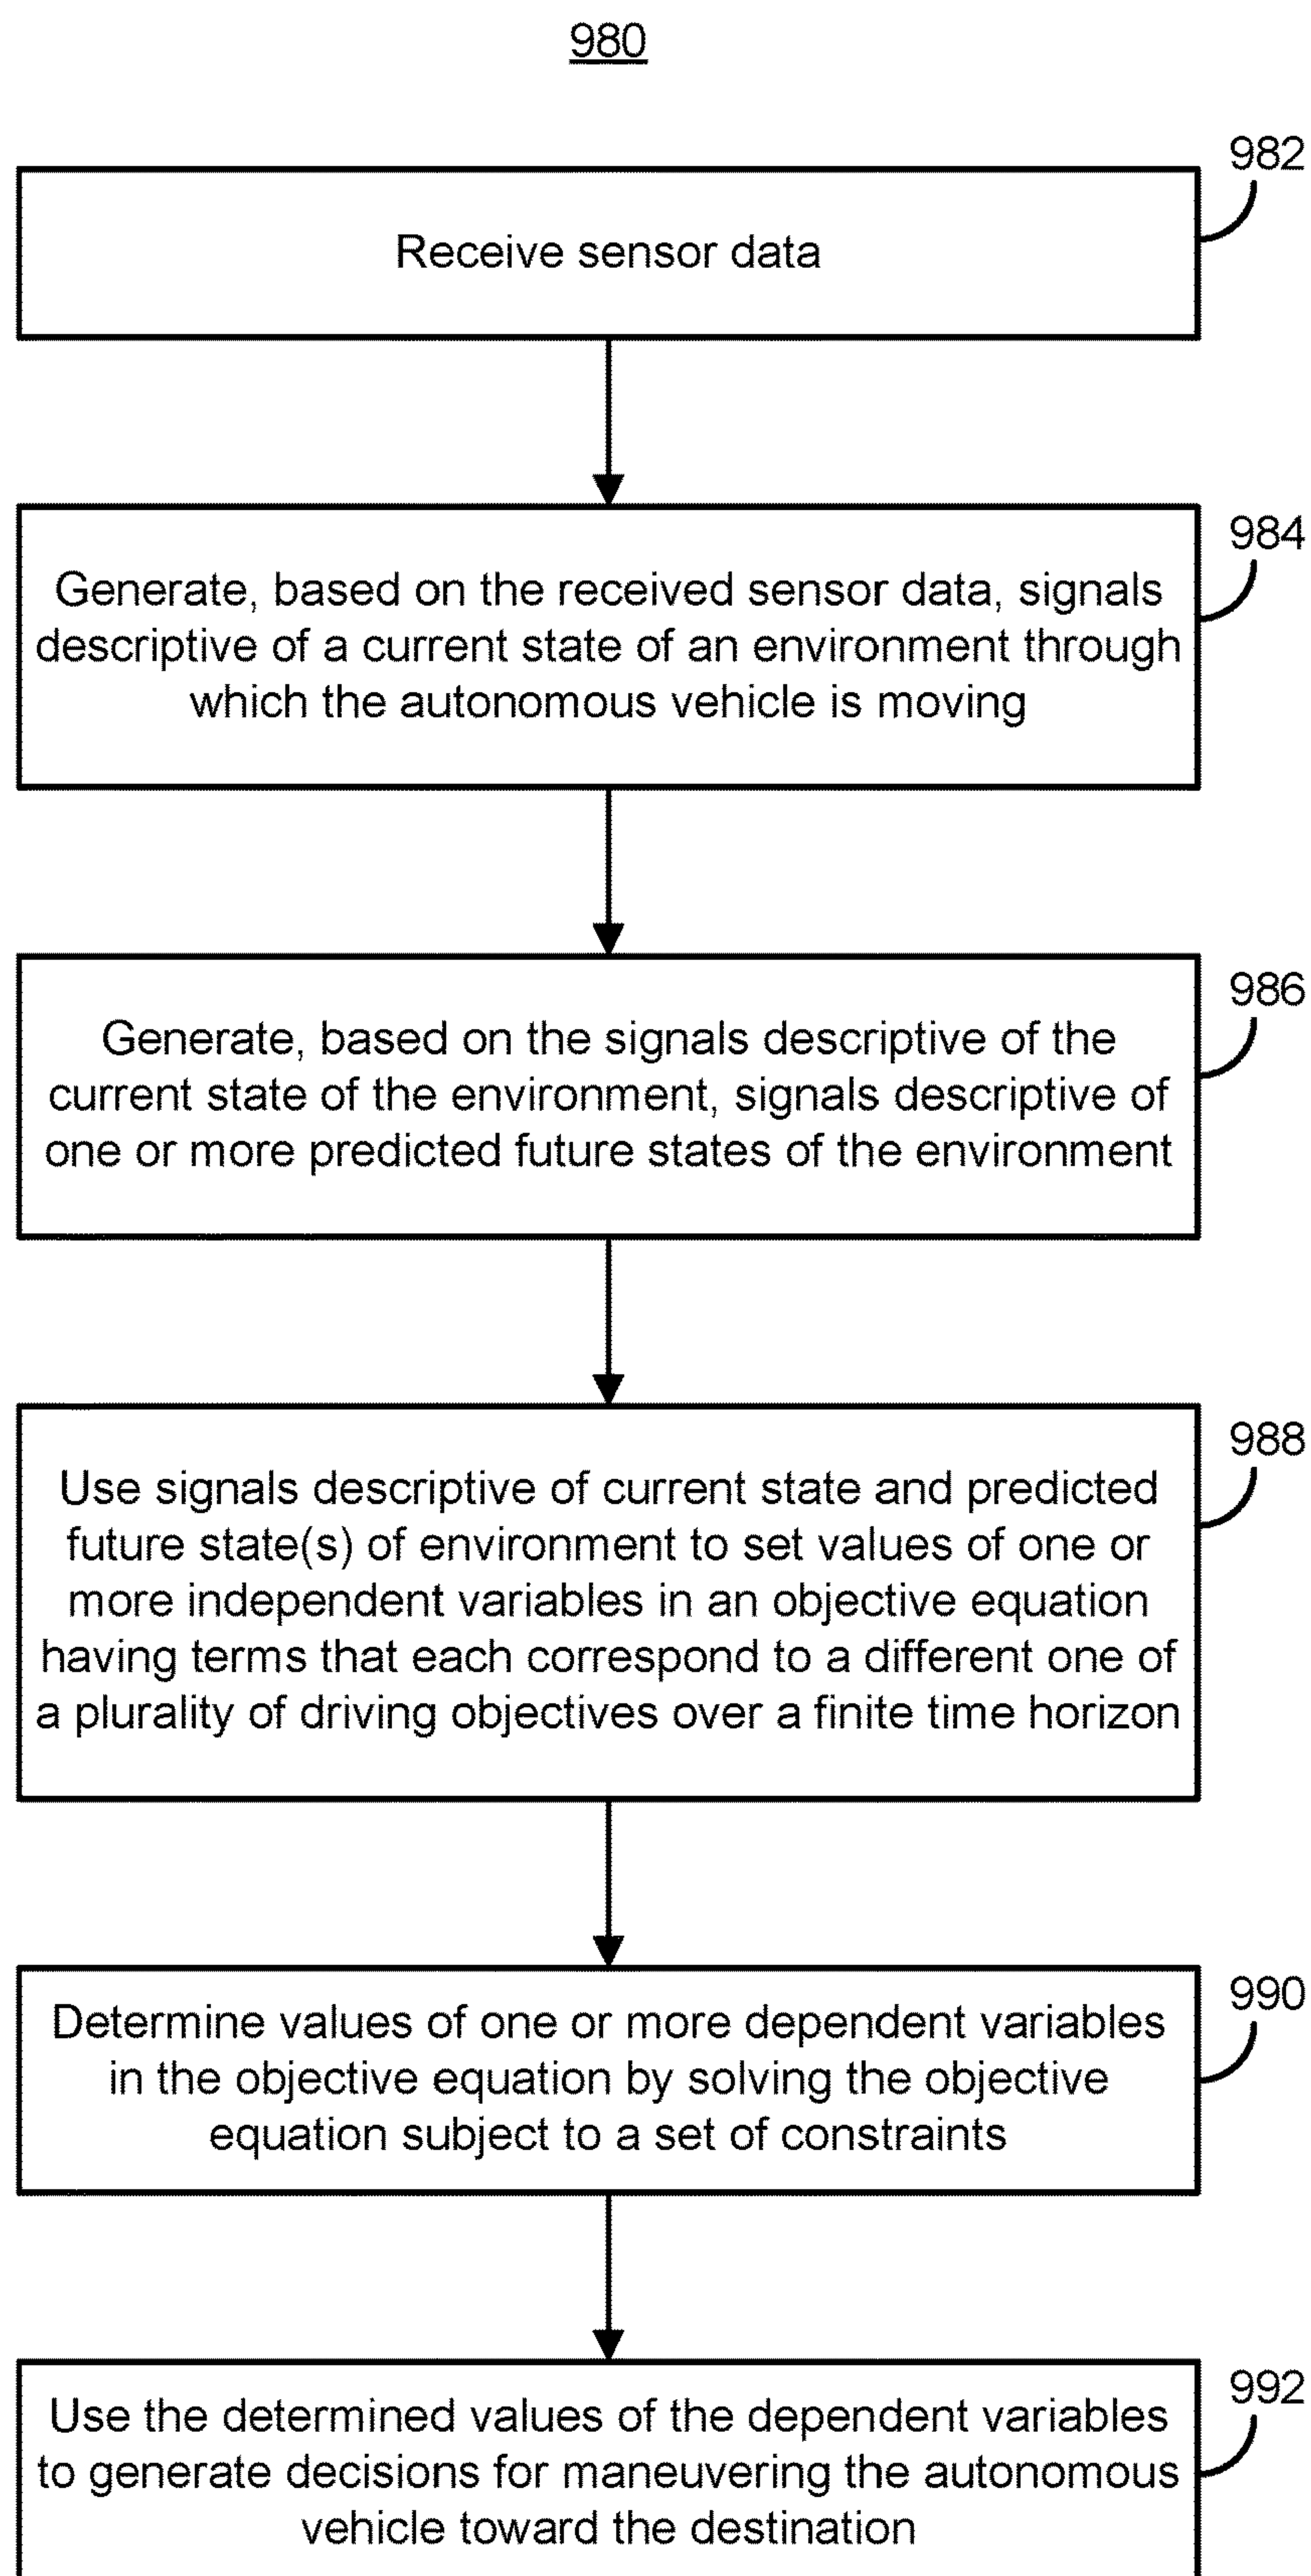 980
982
Receive sensor data
984
Generate, based on the received sensor data, signals
descriptive of a current state of an environment through
which the autonomous vehicle is moving
986
Generate, based on the signals descriptive of the
current state of the environment, signals descriptive of
one or more predicted future states of the environment
988
Use signals descriptive of current state and predicted
future state(s) of environment to set values of one or
more independent variables in an objective equation
having terms that each correspond to a different one of
a plurality of driving objectives over a finite time horizon
990
Determine values of one or more dependent variables
in the objective equation by solving the objective
equation subject to a set of constraints
992
Use the determined values of the dependent variables
to generate decisions for maneuvering the autonomous
vehicle toward the destination